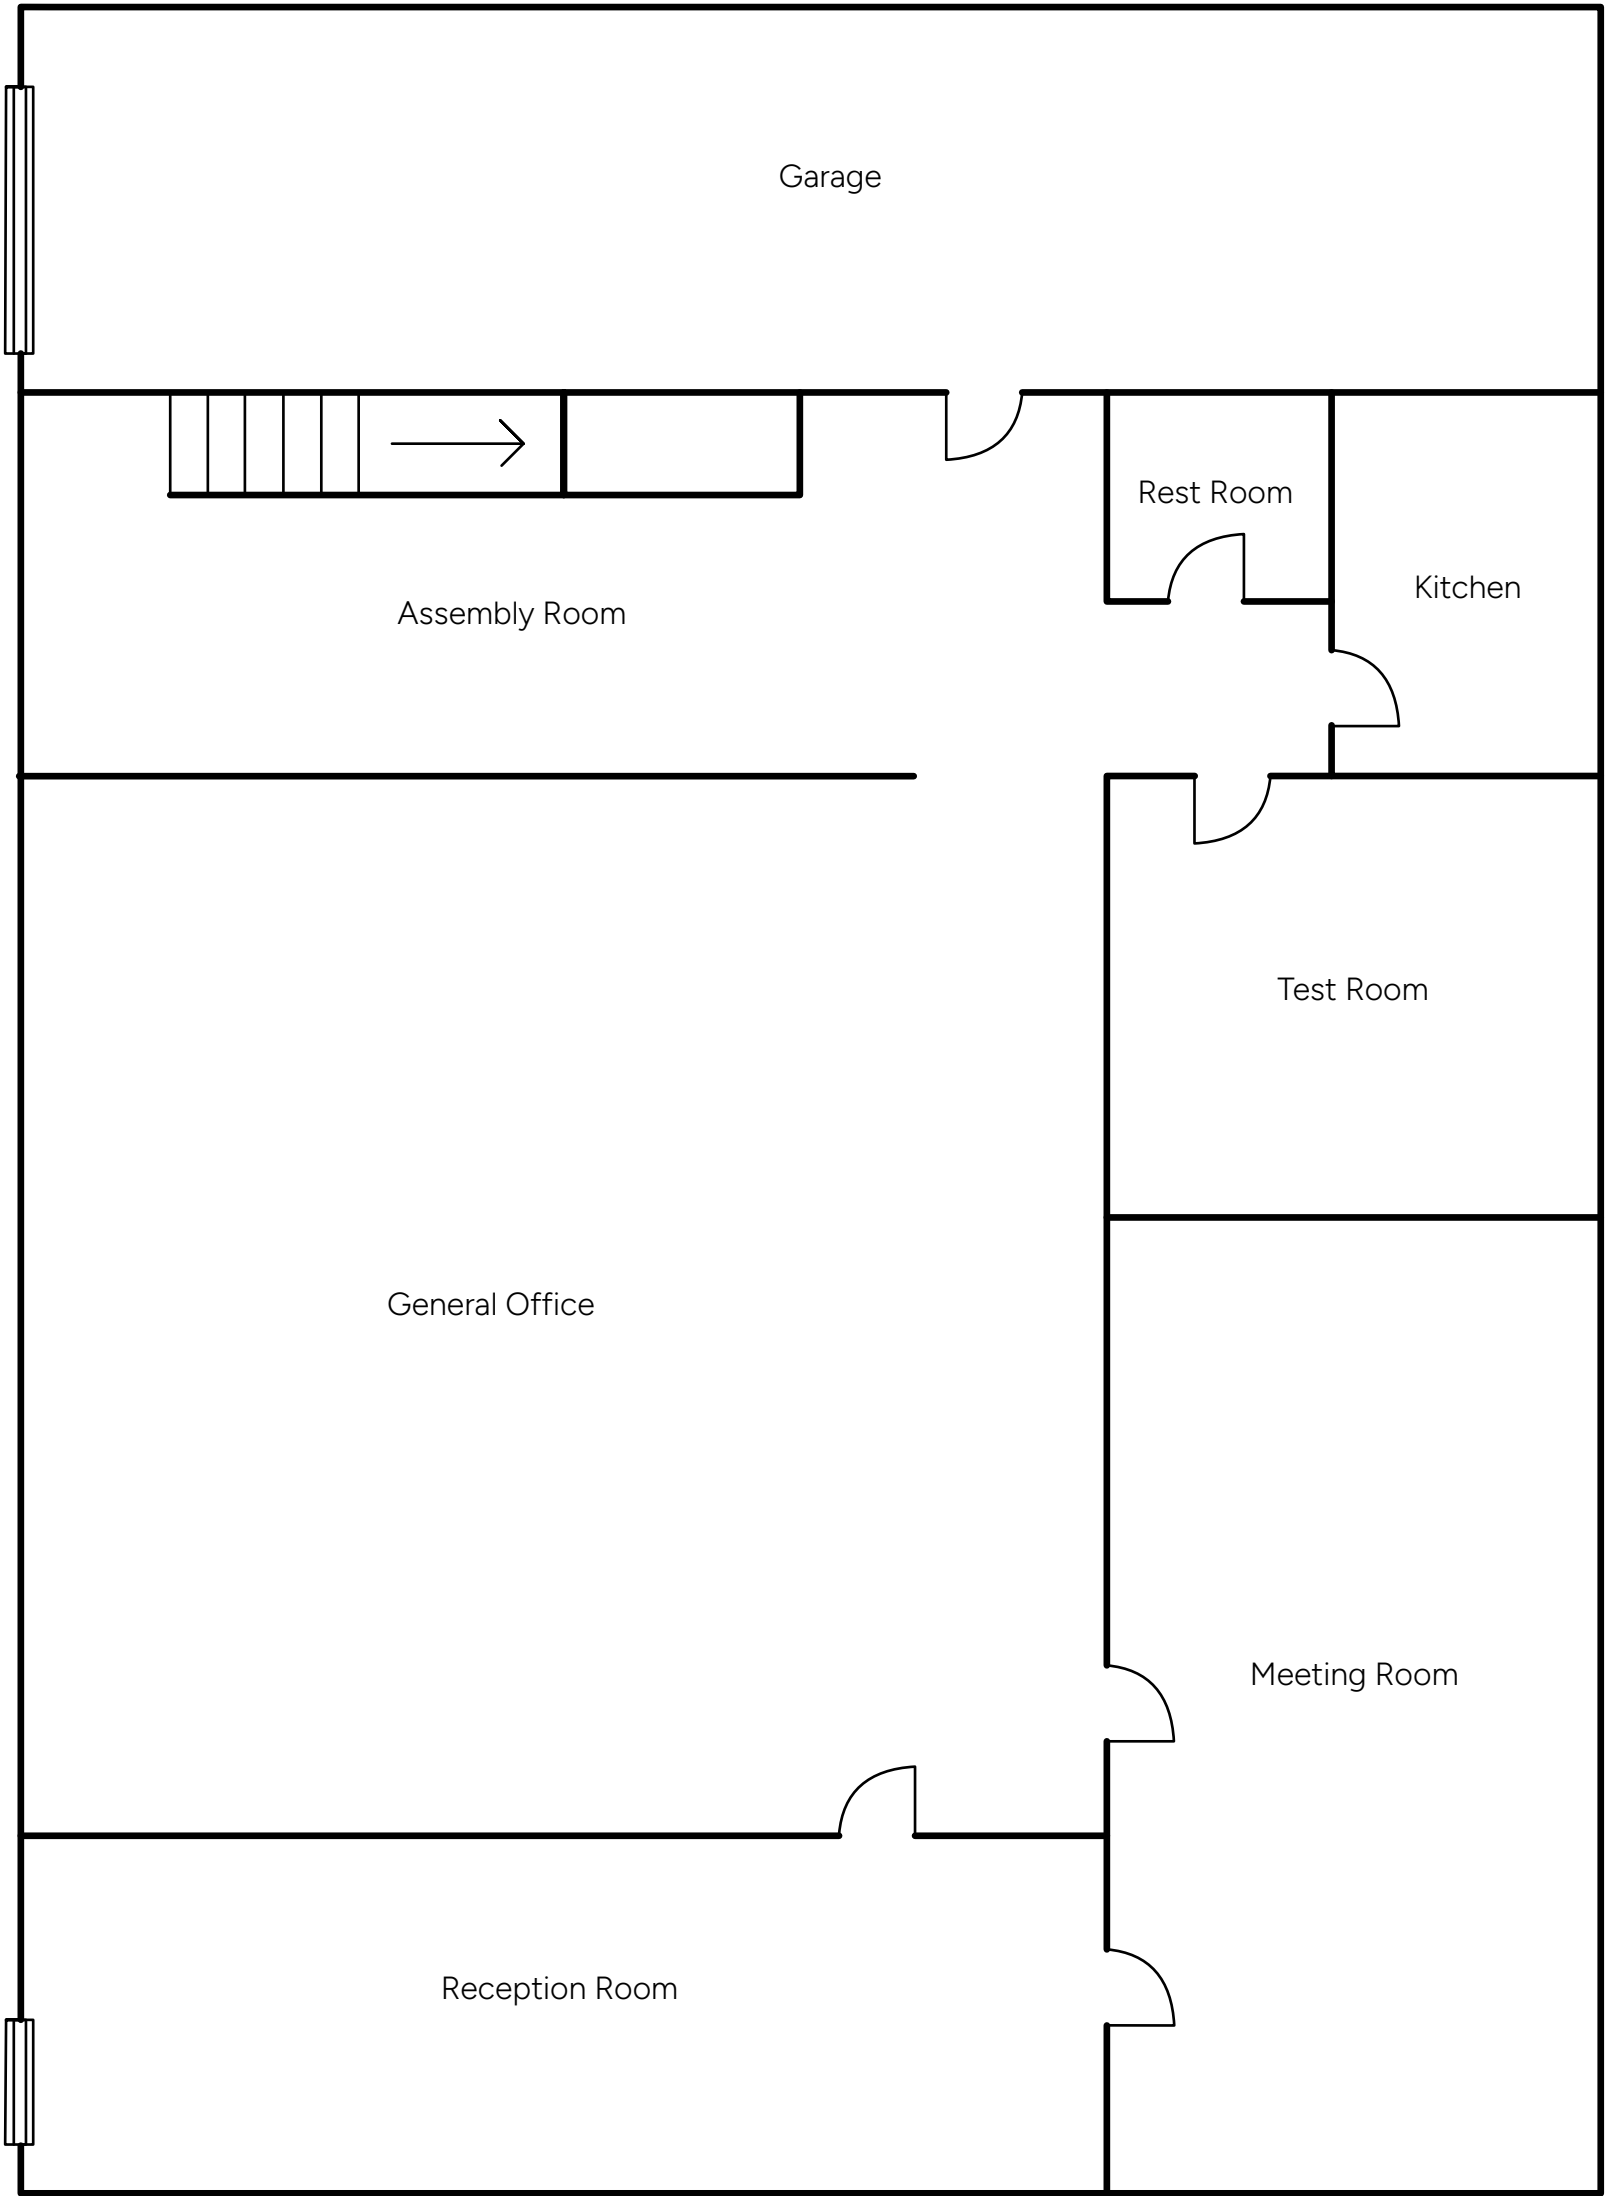 Garage
Rest Room
Kitchen
Assembly Room
Test Room
General Office
Meeting Room
Reception Room